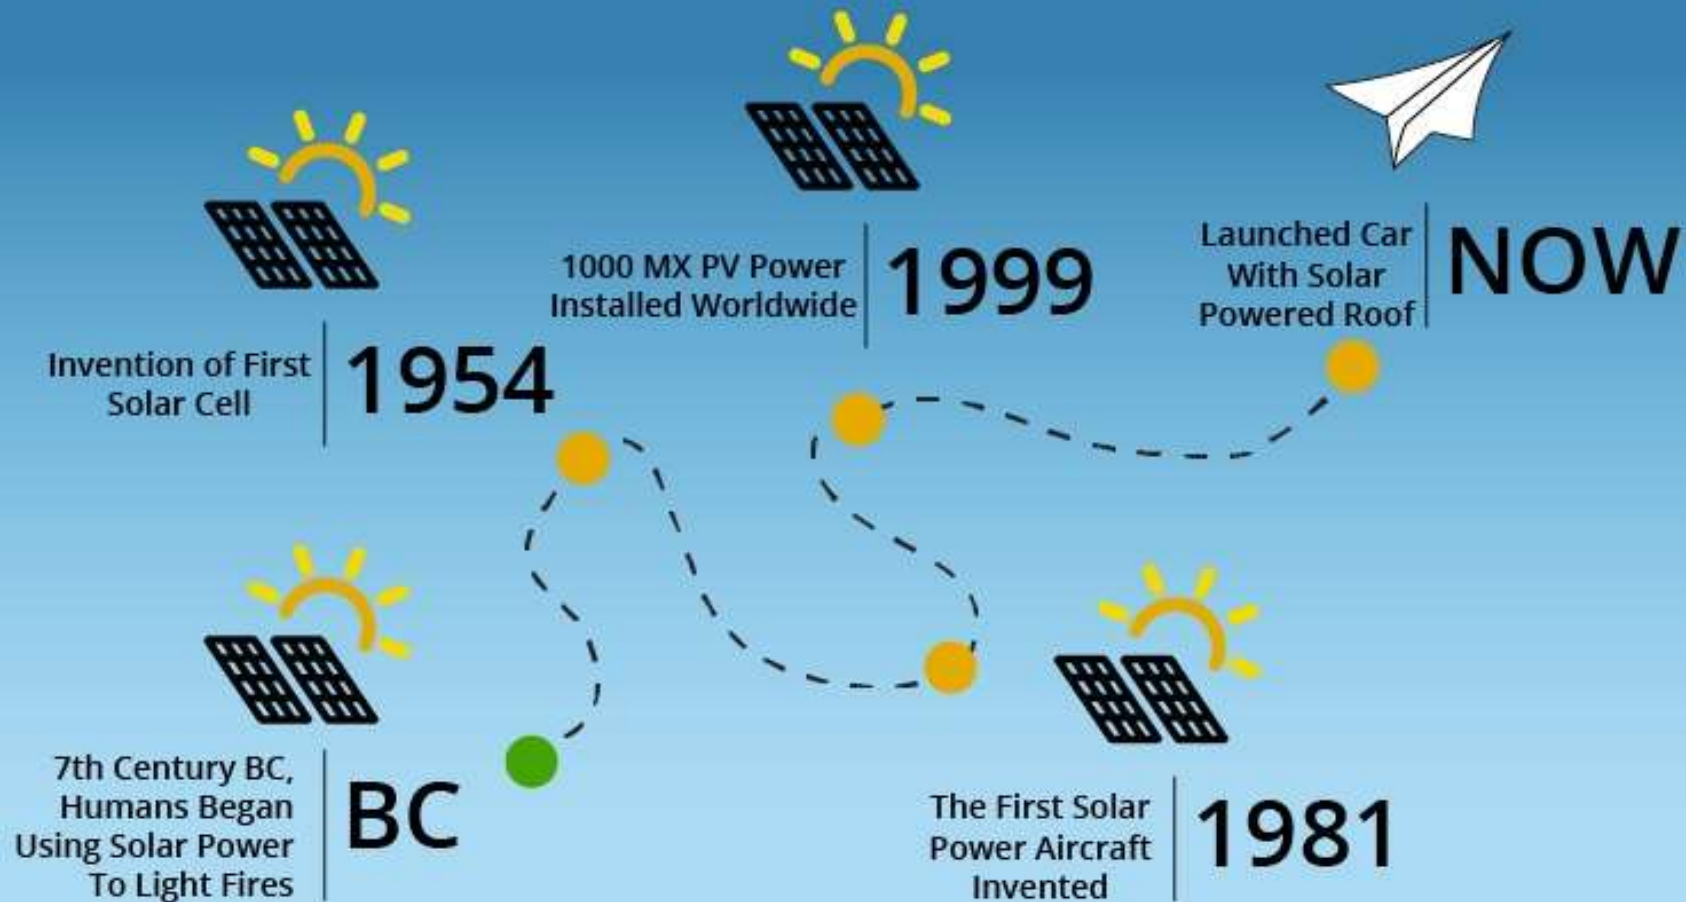 7th Century BC,
Humans Began
Using Solar Power
To Light Fires
BC
Invention of First
Solar Cell
1954
The First Solar
Power Aircraft
Invented
1981
1000 MX PV Power
Installed Worldwide
1999
Launched Car
With Solar
Powered Roof
NOW